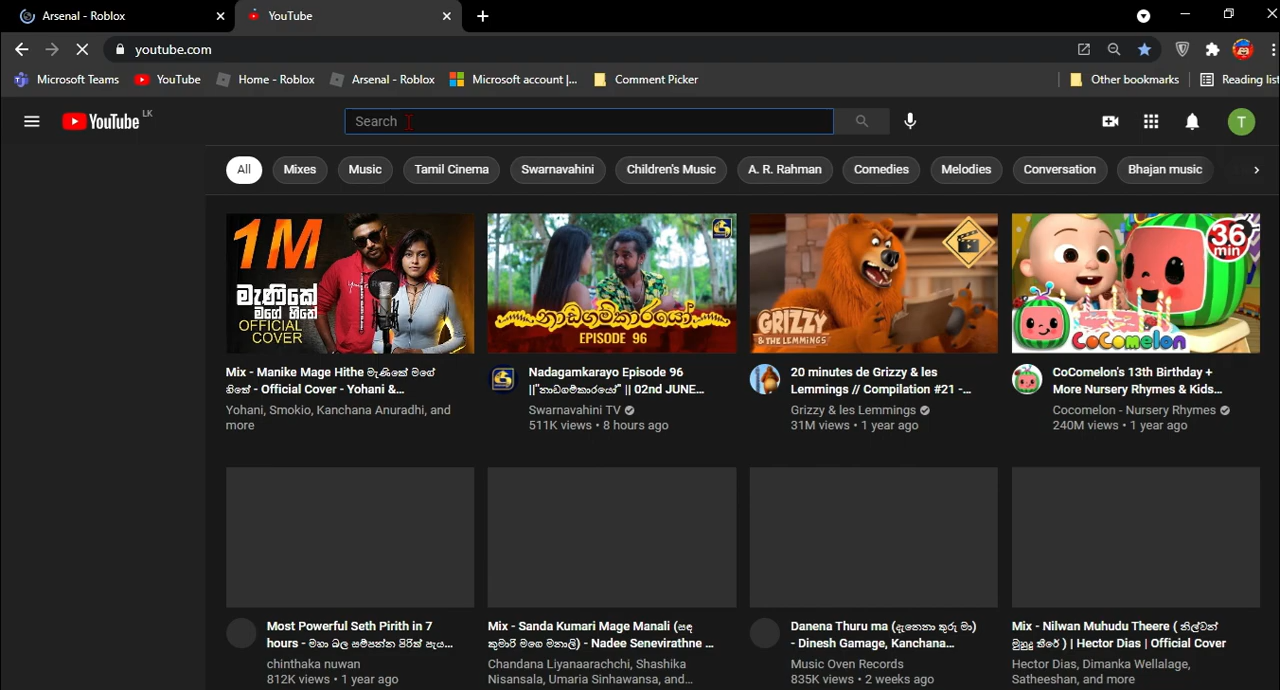 Arsenal - Roblox
YouTube
youtube.com
Microsoft Teams
YouTube
Home - Roblox
Arsenal - Roblox
Microsoft account |...
Comment Picker
Other bookmarks
Reading list
YouTube LK
Search
T
All
Mixes
Music
Tamil Cinema
Swarnavahini
Children's Music
A. R. Rahman
Comedies
Melodies
Conversation
Bhajan music
1M
මැණිකේ
මගේ හිතේ
OFFICIAL
COVER
නාඩගම්කාරයෝ.
EPISODE 96
GRIZZY
& THE LEMMINGS
36
min
COCOMELON
Mix - Manike Mage Hithe මැණිකේ මගේ
හිතේ - Official Cover - Yohani &...
Yohani, Smokio, Kanchana Anuradhi, and
more
Nadagamkarayo Episode 96
||"නාඩගම්කාරයෝ" || 02nd JUNE...
Swarnavahini TV
511K views • 8 hours ago
20 minutes de Grizzy & les
Lemmings // Compilation #21 -...
Grizzy & les Lemmings
31M views • 1 year ago
CoComelon's 13th Birthday +
More Nursery Rhymes & Kids...
Cocomelon - Nursery Rhymes
240M views • 1 year ago
Most Powerful Seth Pirith in 7
hours - මහා බල සම්පන්න පිරිත් පැය...
chinthaka nuwan
812K views • 1 year ago
Mix - Sanda Kumari Mage Manali (සඳ
කුමාරි මගෙ මනාලි) - Nadee Senevirathne ...
Chandana Liyanaarachchi, Shashika
Nisansala, Umaria Sinhawansa, and...
Danena Thuru ma (දැනෙනා තුරු මා)
- Dinesh Gamage, Kanchana...
Music Oven Records
835K views • 2 weeks ago
Mix - Nilwan Muhudu Theere ( නිල්වන්
මුහුදු තීරේ ) | Hector Dias | Official Cover
Hector Dias, Dimanka Wellalage,
Satheeshan, and more